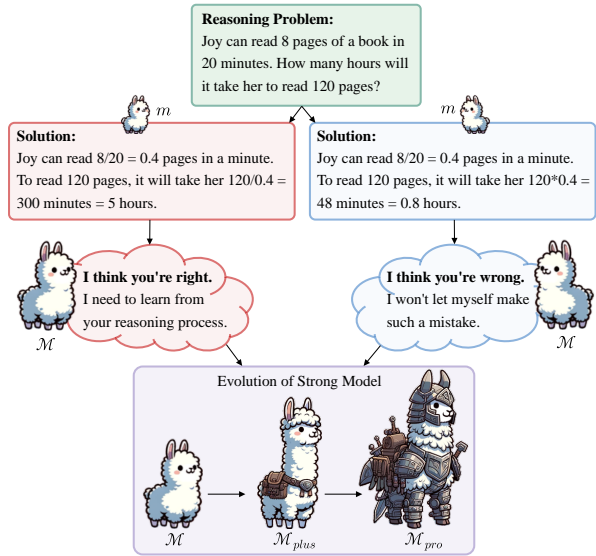 Reasoning Problem:
Joy can read 8 pages of a book in
20 minutes. How many hours will
it take her to read 120 pages?
m
m
Solution:
Joy can read 8/20 = 0.4 pages in a minute.
To read 120 pages, it will take her 120/0.4 =
300 minutes = 5 hours.
Solution:
Joy can read 8/20 = 0.4 pages in a minute.
To read 120 pages, it will take her 120*0.4 =
48 minutes = 0.8 hours.
I think you're right.
I need to learn from
your reasoning process.
ℳ
I think you're wrong.
I won't let myself make
such a mistake.
ℳ
Evolution of Strong Model
ℳ
ℳplus
ℳpro